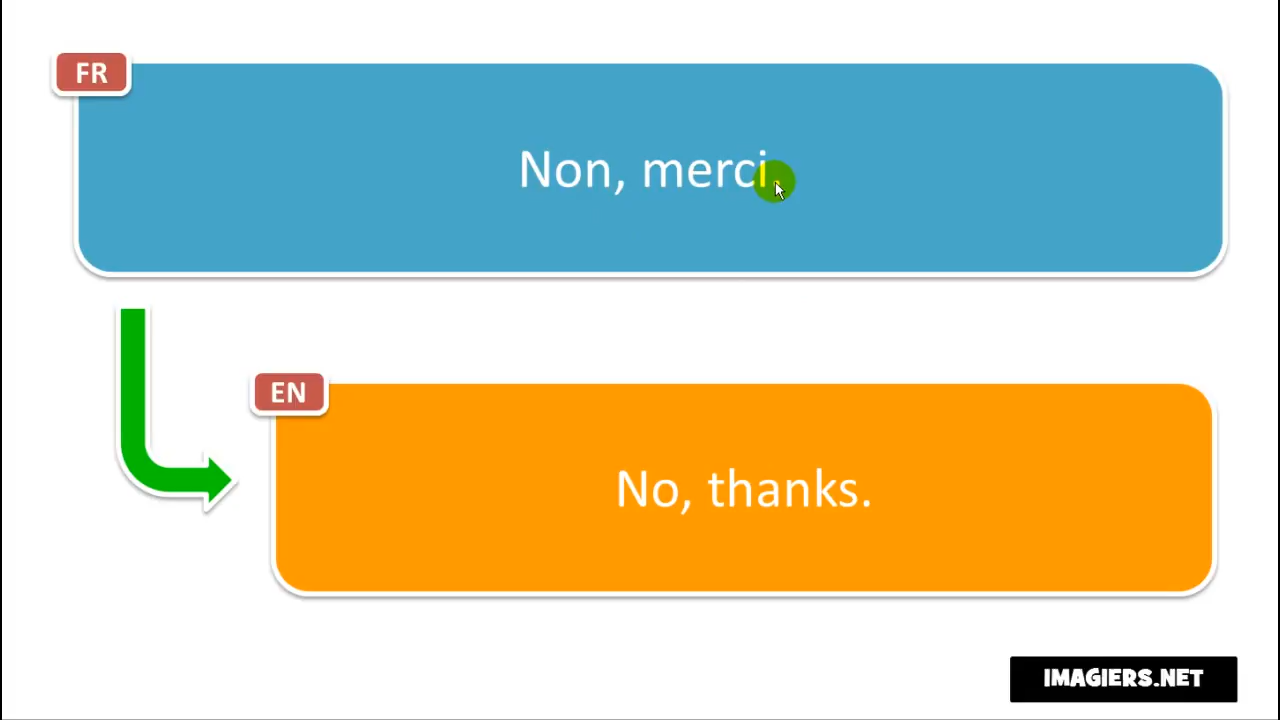 FR
Non, merci.
EN
No, thanks.
IMAGIERS.NET